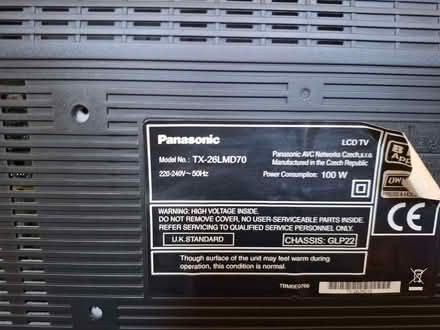 Panasonic
LCD TV
Model No.: TX-26LMD70
Panasonic AVC Networks Czech,s.r.o.
Manufactured in the Czech Republic
220-240V~50Hz
Power Consumption: 100 W
WARNING: HIGH VOLTAGE INSIDE.
DO NOT REMOVE COVER. NO USER-SERVICEABLE PARTS INSIDE.
REFER SERVICING TO QUALIFIED SERVICE PERSONNEL ONLY.
U.K.STANDARD
CHASSIS: GLP22
Though surface of the unit may feel warm during
operation, this condition is normal.
CE